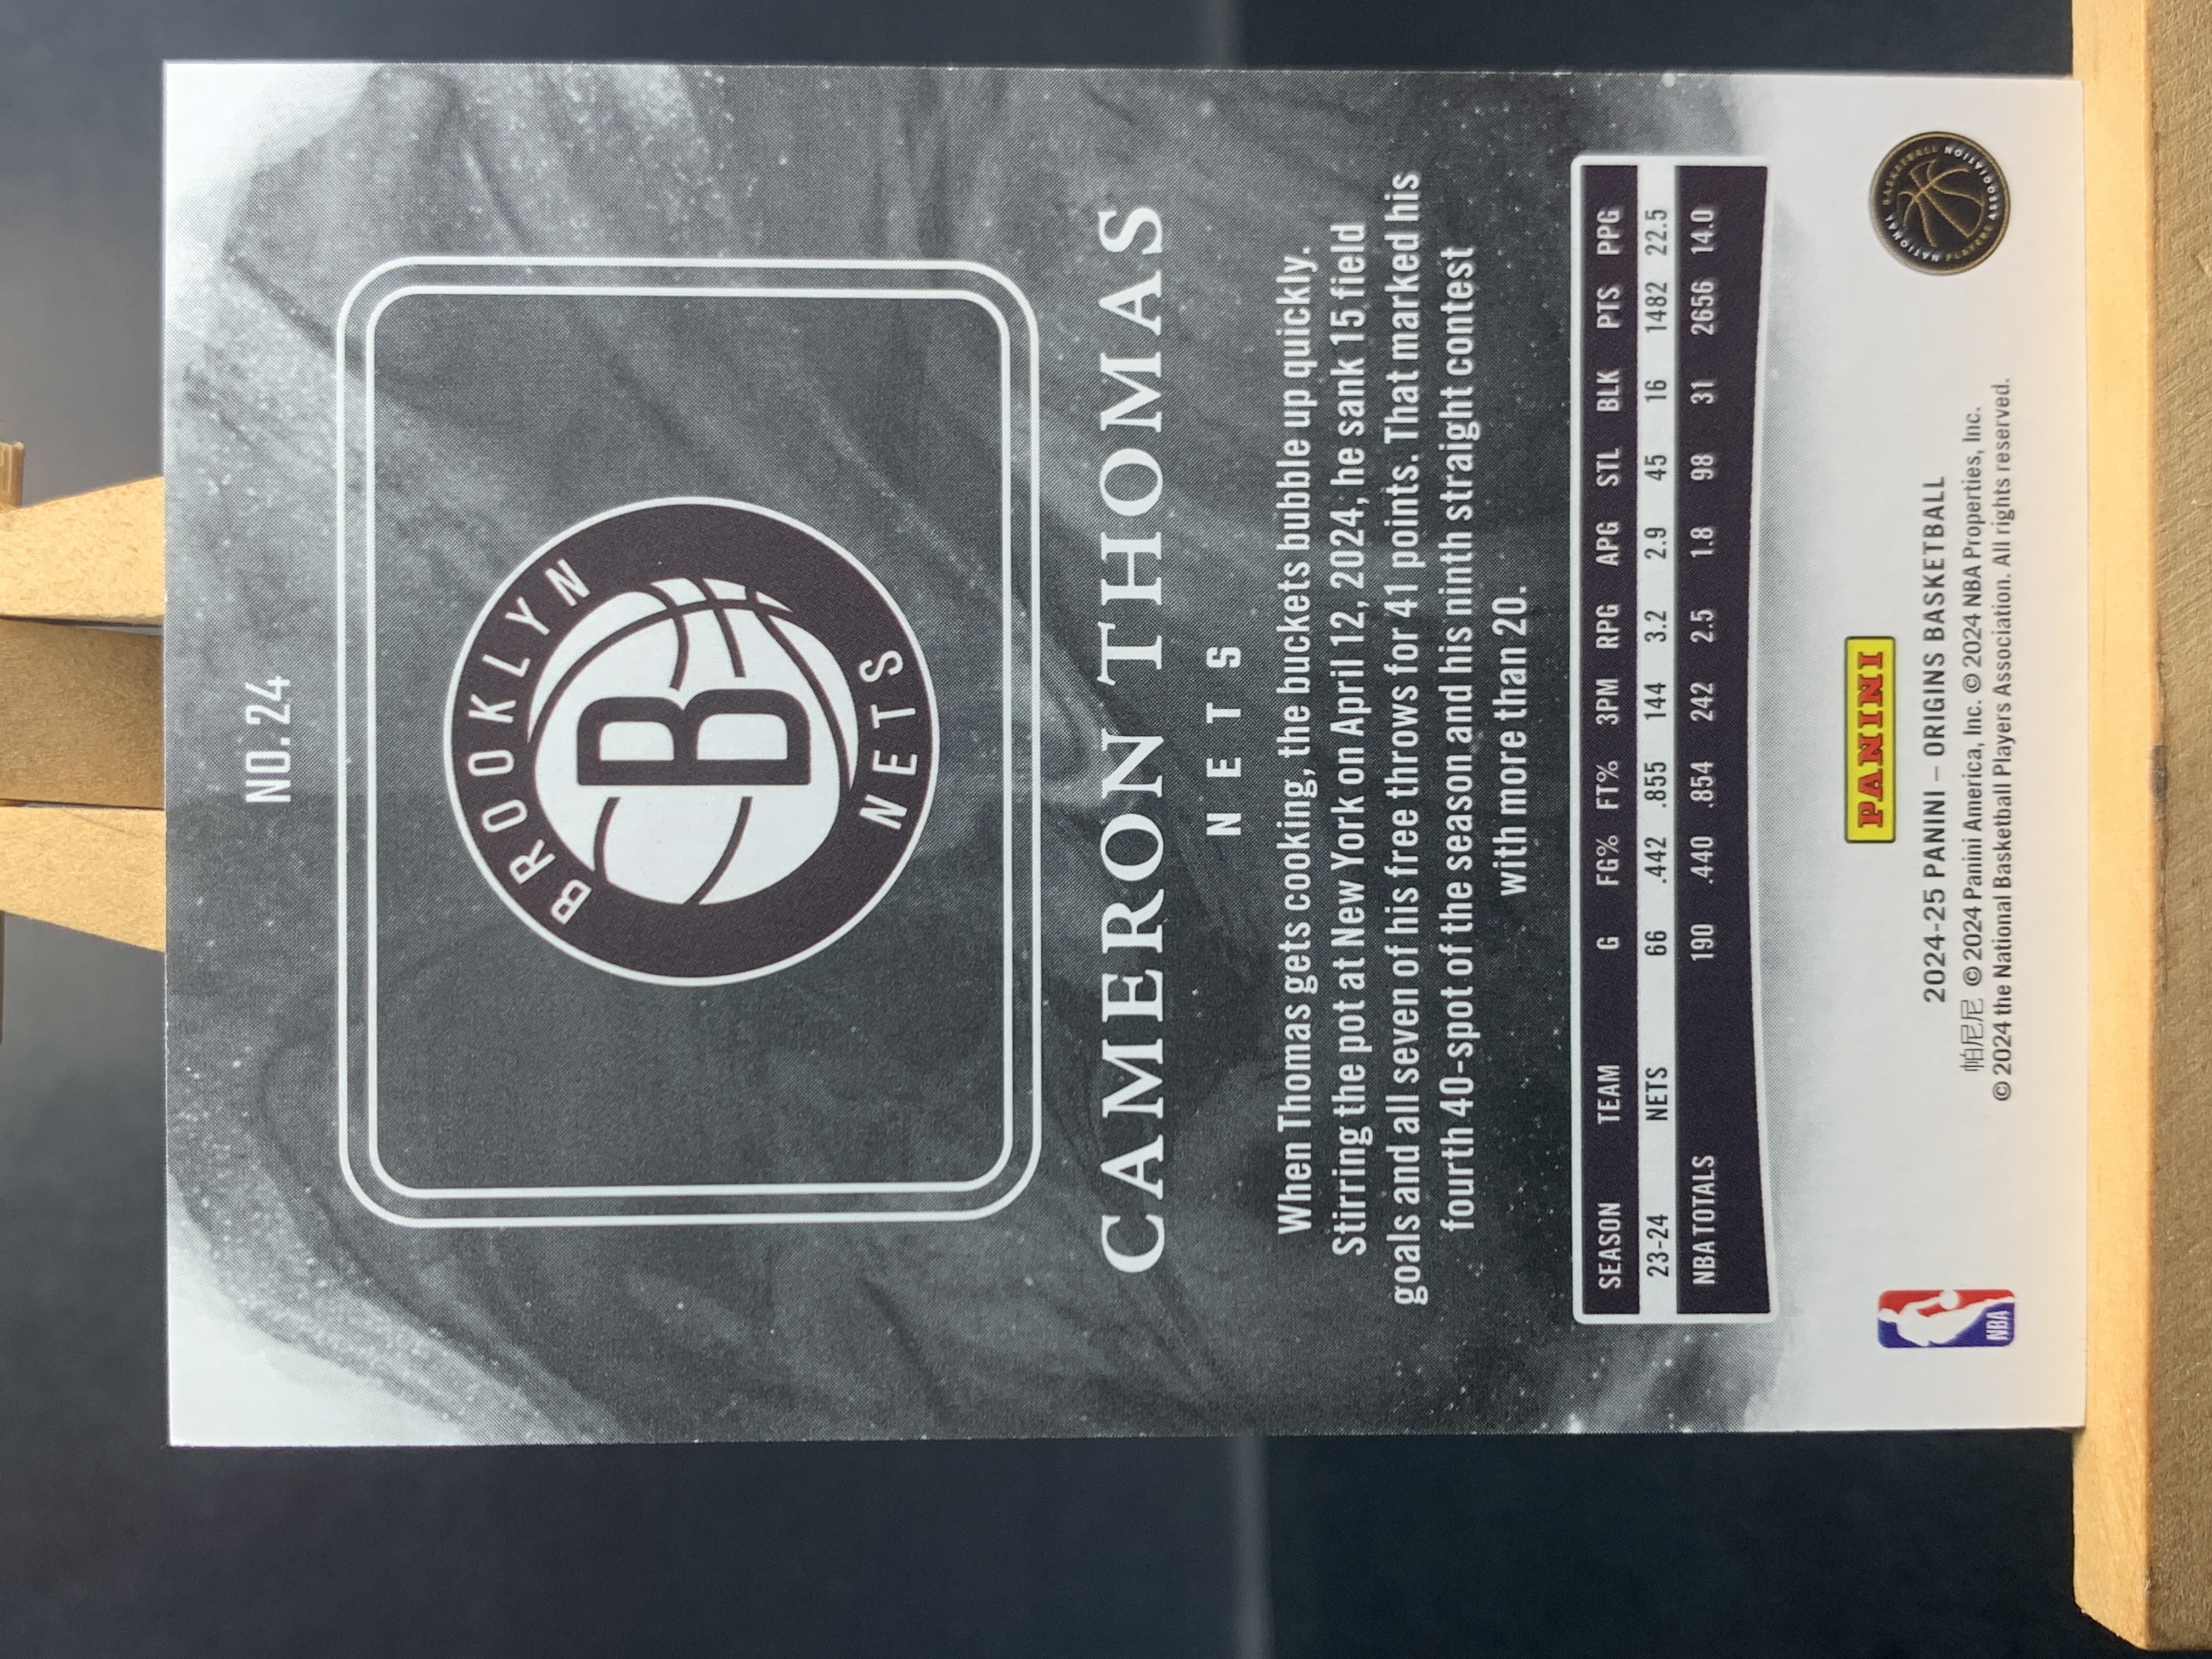 NO.24
BROOKLYN
B
NETS
CAMERON THOMAS
NETS
When Thomas gets cooking, the buckets bubble up quickly.
Stirring the pot at New York on April 12, 2024, he sank 15 field
goals and all seven of his free throws for 41 points. That marked his
fourth 40-spot of the season and his ninth straight contest
with more than 20.
SEASON TEAM G FG% FT% 3PM RPG APG STL BLK PTS PPG
23-24 NETS 66 .442 .855 144 3.2 2.9 45 16 1482 22.5
NBA TOTALS 190 .440 .854 242 2.5 1.8 98 31 2656 14.0
PANINI
2024-25 PANINI – ORIGINS BASKETBALL
帕尼尼 © 2024 Panini America, Inc. © 2024 NBA Properties, Inc.
© 2024 the National Basketball Players Association. All rights reserved.
NBA
NATIONAL BASKETBALL PLAYERS ASSOCIATION